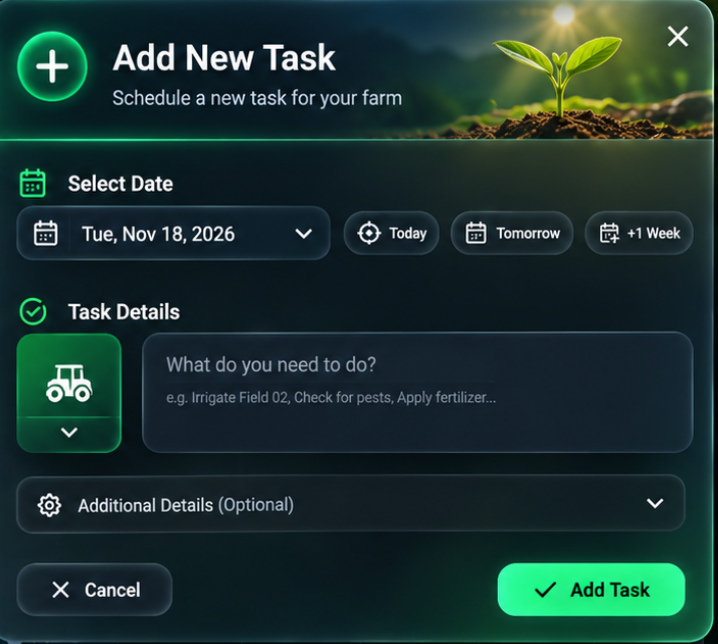 Add New Task
Schedule a new task for your farm
Select Date
Tue, Nov 18, 2026
Today
Tomorrow
+1 Week
Task Details
What do you need to do?
e.g. Irrigate Field 02, Check for pests, Apply fertilizer...
Additional Details (Optional)
Cancel
Add Task